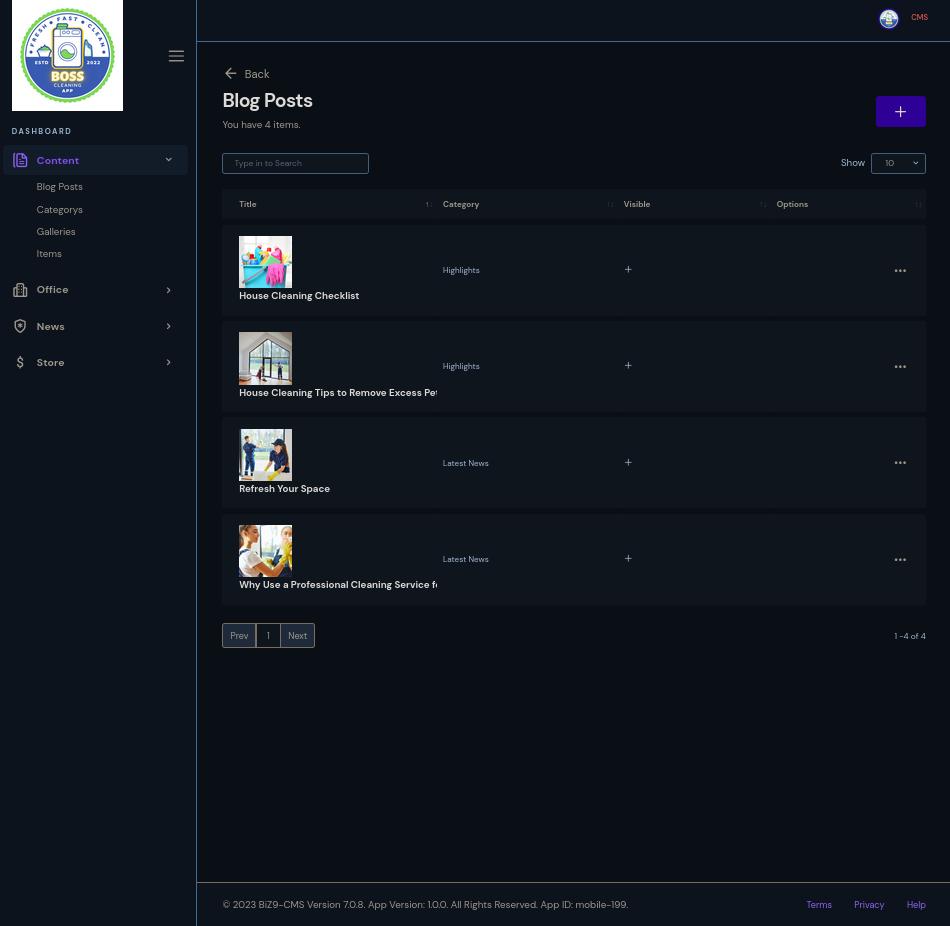 FRESH ★ FAST ★ CLEAN
ESTD 2022
BOSS
CLEANING
APP
CMS
DASHBOARD
Content
Blog Posts
Categorys
Galleries
Items
Office
News
Store
Back
Blog Posts
You have 4 items.
+
Type in to Search
Show 10
Title Category Visible Options
House Cleaning Checklist
Highlights + •••
House Cleaning Tips to Remove Excess Pet
Highlights + •••
Refresh Your Space
Latest News + •••
Why Use a Professional Cleaning Service fo
Latest News + •••
Prev 1 Next
1 -4 of 4
© 2023 BiZ9-CMS Version 7.0.8. App Version: 1.0.0. All Rights Reserved. App ID: mobile-199.
Terms Privacy Help